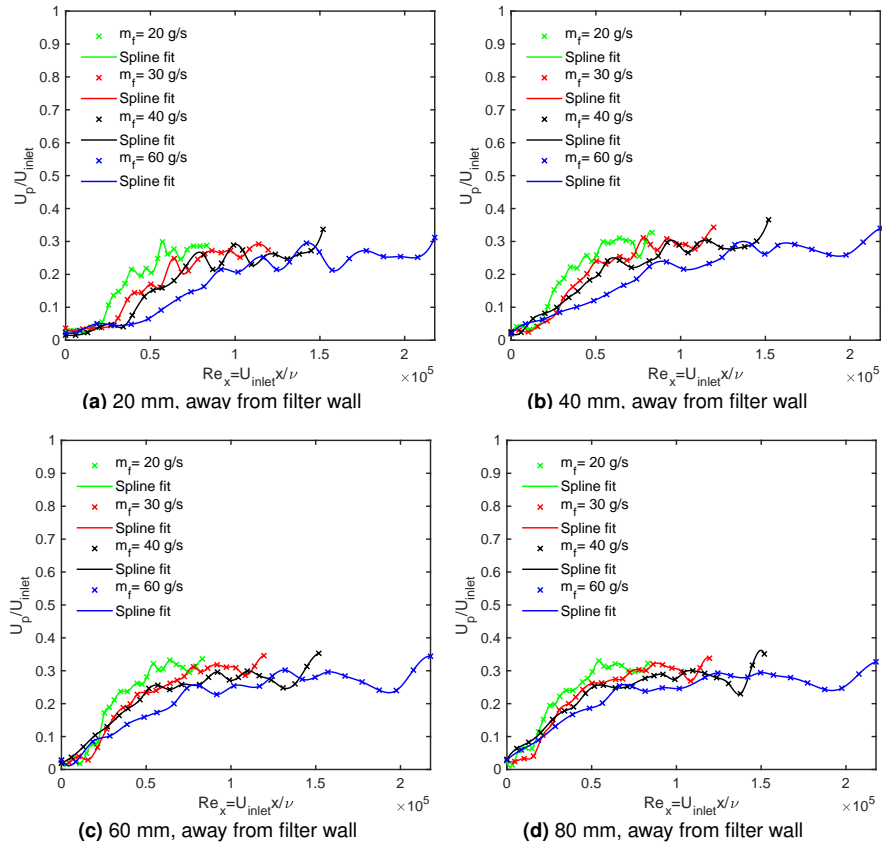 1
0.9
0.8
0.7
0.6
0.5
0.4
0.3
0.2
0.1
0
U_p/U_inlet
m_f= 20 g/s
Spline fit
m_f= 30 g/s
Spline fit
m_f= 40 g/s
Spline fit
m_f= 60 g/s
Spline fit
0 0.5 1 1.5 2
Re_x=U_inlet x/ν ×10^5
(a) 20 mm, away from filter wall
1
0.9
0.8
0.7
0.6
0.5
0.4
0.3
0.2
0.1
0
U_p/U_inlet
m_f= 20 g/s
Spline fit
m_f= 30 g/s
Spline fit
m_f= 40 g/s
Spline fit
m_f= 60 g/s
Spline fit
0 0.5 1 1.5 2
Re_x=U_inlet x/ν ×10^5
(b) 40 mm, away from filter wall
1
0.9
0.8
0.7
0.6
0.5
0.4
0.3
0.2
0.1
0
U_p/U_inlet
m_f= 20 g/s
Spline fit
m_f= 30 g/s
Spline fit
m_f= 40 g/s
Spline fit
m_f= 60 g/s
Spline fit
0 0.5 1 1.5 2
Re_x=U_inlet x/ν ×10^5
(c) 60 mm, away from filter wall
1
0.9
0.8
0.7
0.6
0.5
0.4
0.3
0.2
0.1
0
U_p/U_inlet
m_f= 20 g/s
Spline fit
m_f= 30 g/s
Spline fit
m_f= 40 g/s
Spline fit
m_f= 60 g/s
Spline fit
0 0.5 1 1.5 2
Re_x=U_inlet x/ν ×10^5
(d) 80 mm, away from filter wall